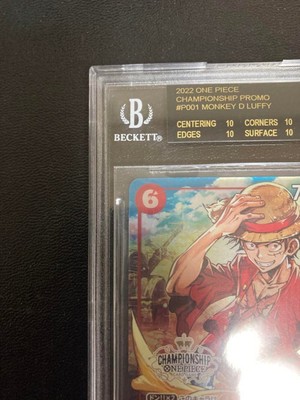 2022 ONE PIECE
CHAMPIONSHIP PROMO
#P001 MONKEY D LUFFY
CENTERING 10 CORNERS 10
EDGES 10 SURFACE 10
B
BECKETT®
6
CHAMPIONSHIP
ONE PIECE